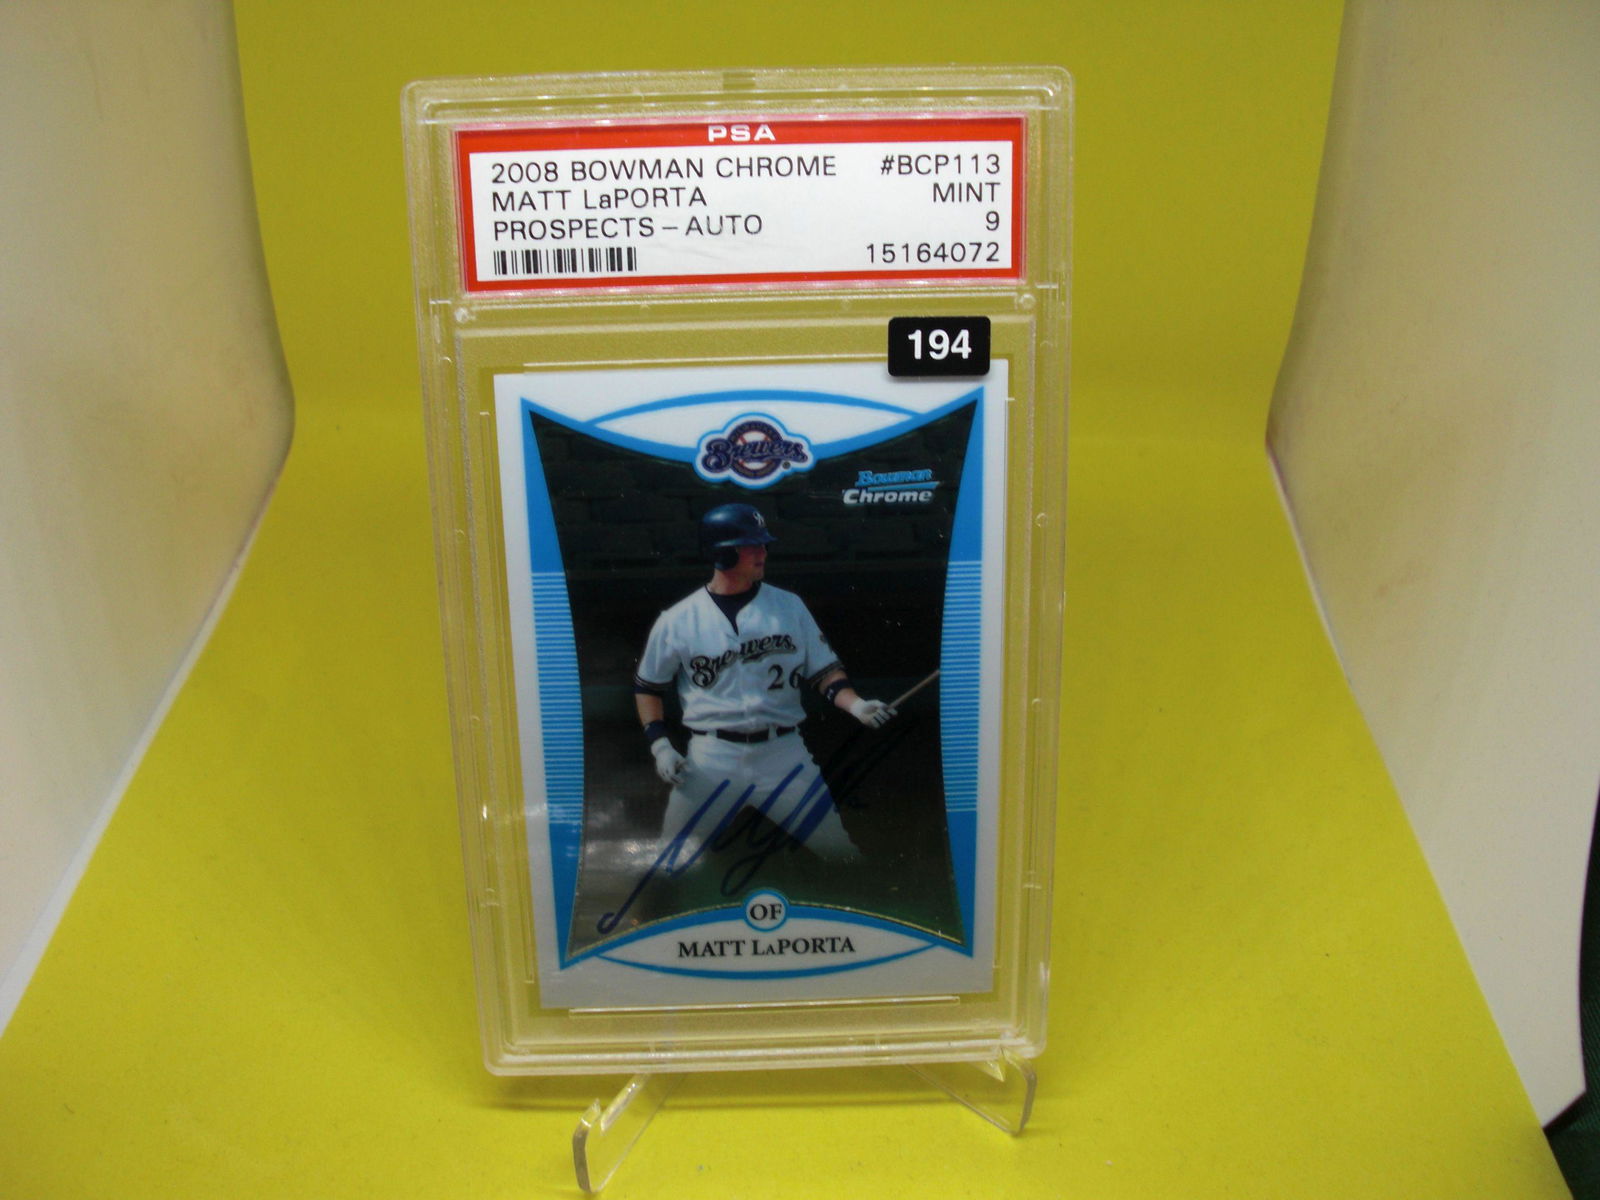 PSA
2008 BOWMAN CHROME #BCP113
MATT LaPORTA MINT
PROSPECTS - AUTO 9
15164072
194
Brewers
Bowman
Chrome
Brewers
26
OF
MATT LaPORTA